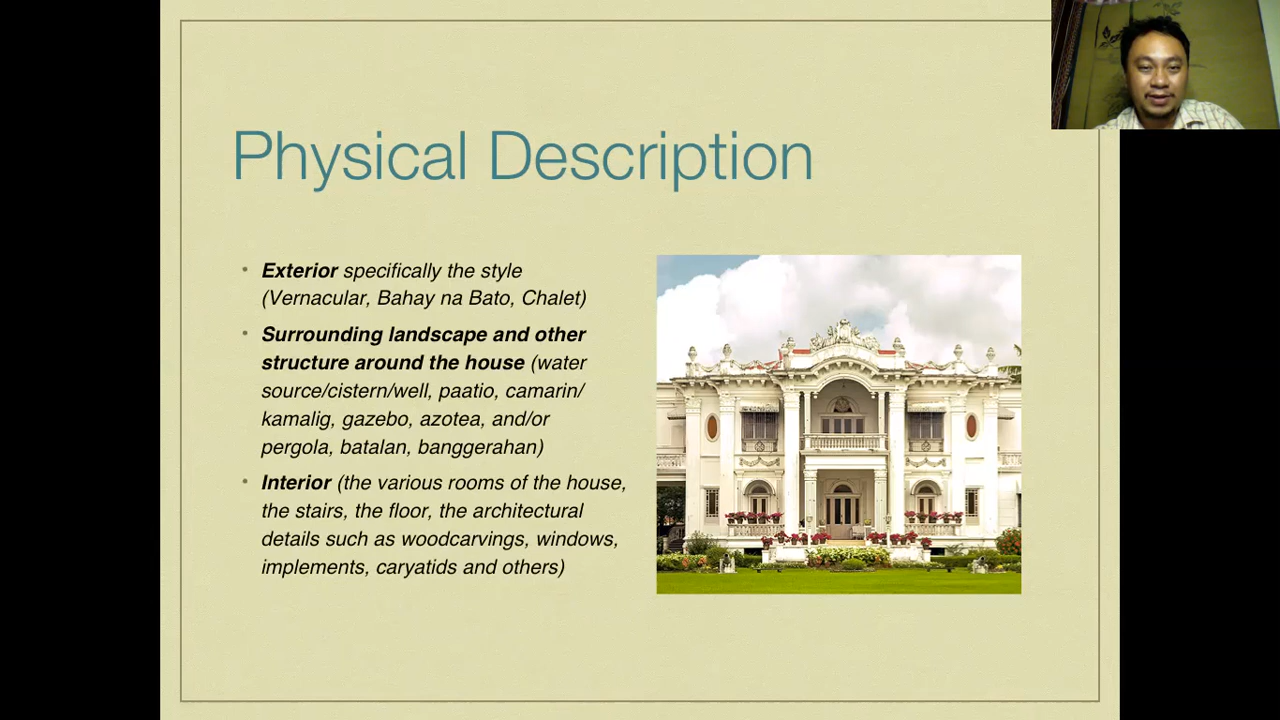 Physical Description
• Exterior specifically the style
(Vernacular, Bahay na Bato, Chalet)
• Surrounding landscape and other
structure around the house (water
source/cistern/well, paatio, camarin/
kamalig, gazebo, azotea, and/or
pergola, batalan, banggerahan)
• Interior (the various rooms of the house,
the stairs, the floor, the architectural
details such as woodcarvings, windows,
implements, caryatids and others)